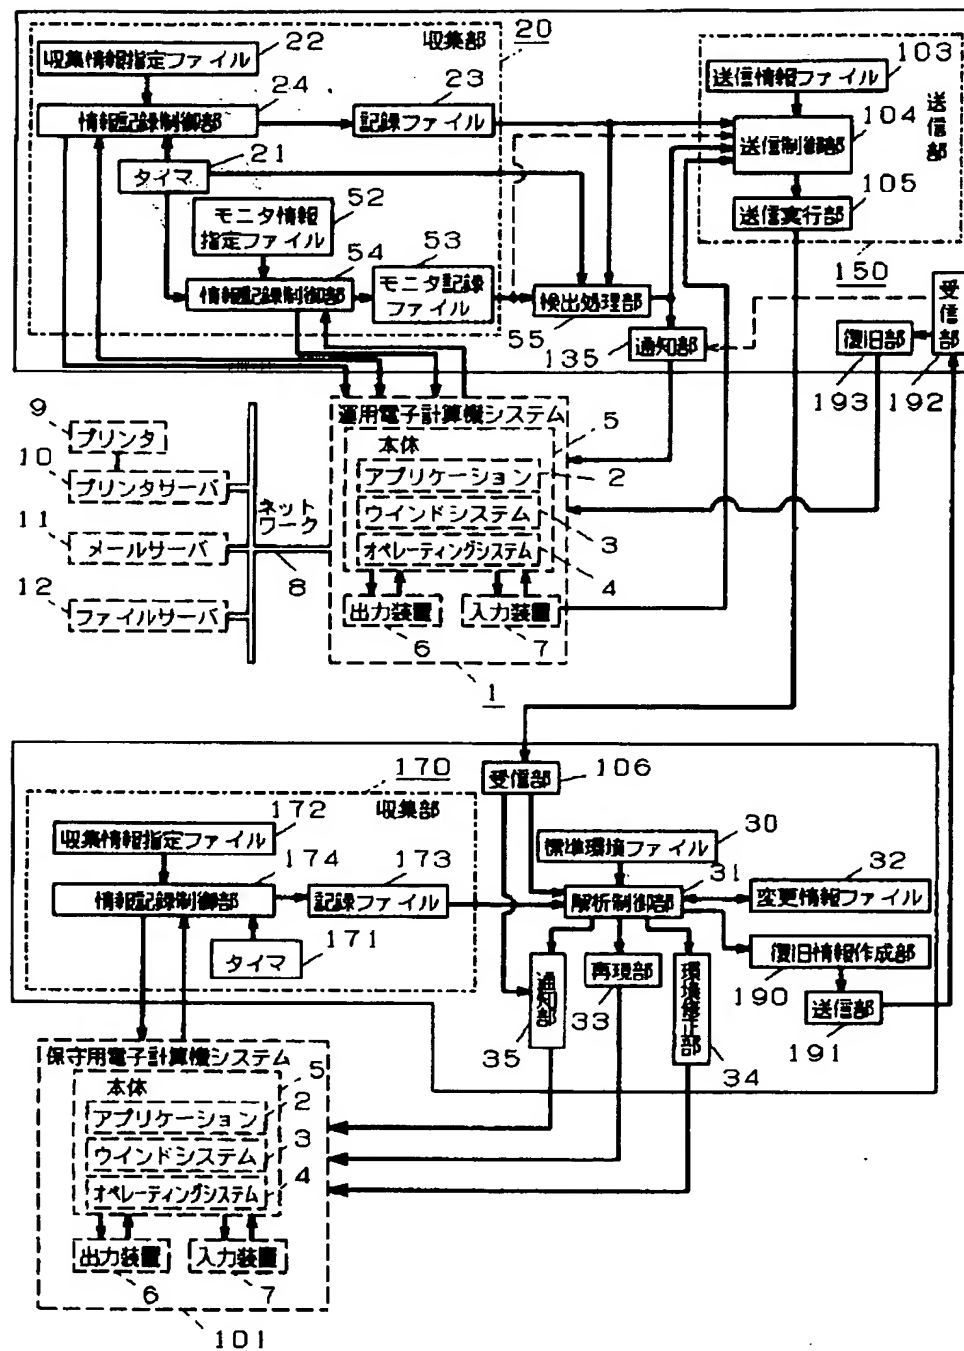 22
収集部
20
収集情報指定ファイル
24
23
情報記録制御部
記録ファイル
21
タイマ
52
モニタ情報
指定ファイル
54
53
情報記録制御部
モニタ記録
ファイル
検出処理部
55
135
通知部
103
送信情報ファイル
送信部
104
送信制御部
105
送信実行部
150
受信部
復旧部
193
192
9
プリンタ
10
プリンタサーバ
11
メールサーバ
12
ファイルサーバ
ネット
ワーク
8
運用電子計算機システム
5
本体
アプリケーション
2
ウインドシステム
3
オペレーティングシステム
4
出力装置
入力装置
6
7
1
170
受信部
106
収集部
172
収集情報指定ファイル
174
173
情報記録制御部
記録ファイル
171
タイマ
30
標準環境ファイル
31
32
解析制御部
変更情報ファイル
復旧情報作成部
190
送信部
191
通知部
35
再現部
33
環境修正部
34
保守用電子計算機システム
5
本体
2
アプリケーション
3
ウインドシステム
4
オペレーティングシステム
出力装置
入力装置
6
7
101